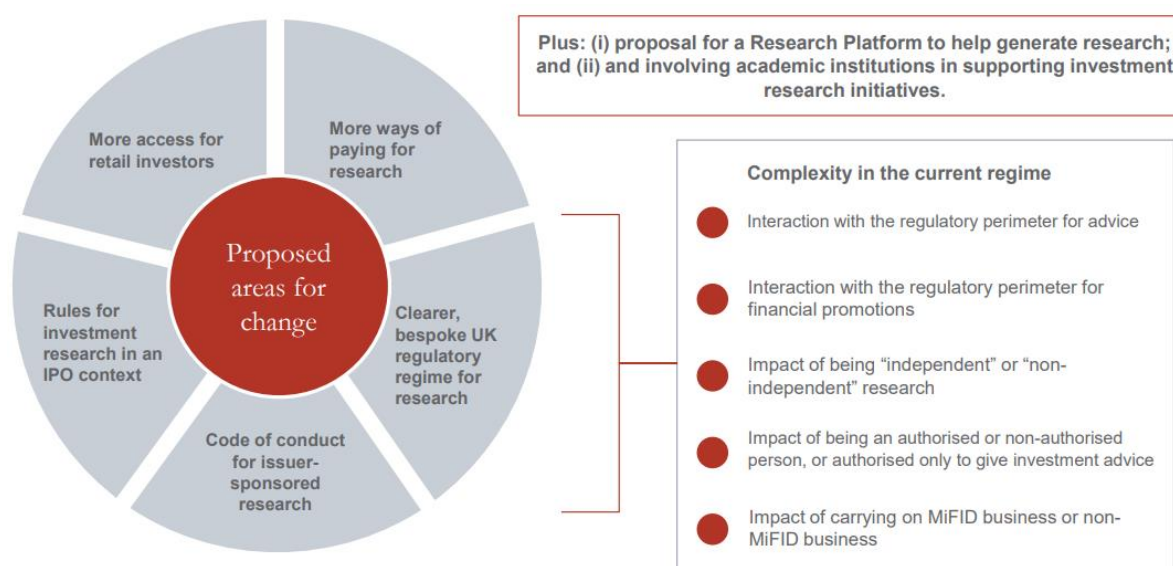 Plus: (i) proposal for a Research Platform to help generate research;
and (ii) and involving academic institutions in supporting investment
research initiatives.
More access for
retail investors
More ways of
paying for
research
Proposed
areas for
change
Rules for
investment
research in an
IPO context
Clearer,
bespoke UK
regulatory
regime for
research
Code of conduct
for issuer-
sponsored
research
Complexity in the current regime
Interaction with the regulatory perimeter for advice
Interaction with the regulatory perimeter for
financial promotions
Impact of being “independent” or “non-
independent” research
Impact of being an authorised or non-authorised
person, or authorised only to give investment advice
Impact of carrying on MiFID business or non-
MiFID business